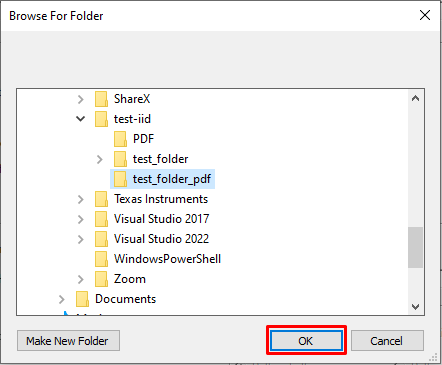 Browse For Folder
ShareX
test-iid
PDF
test_folder
test_folder_pdf
Texas Instruments
Visual Studio 2017
Visual Studio 2022
WindowsPowerShell
Zoom
Documents
Make New Folder
OK
Cancel